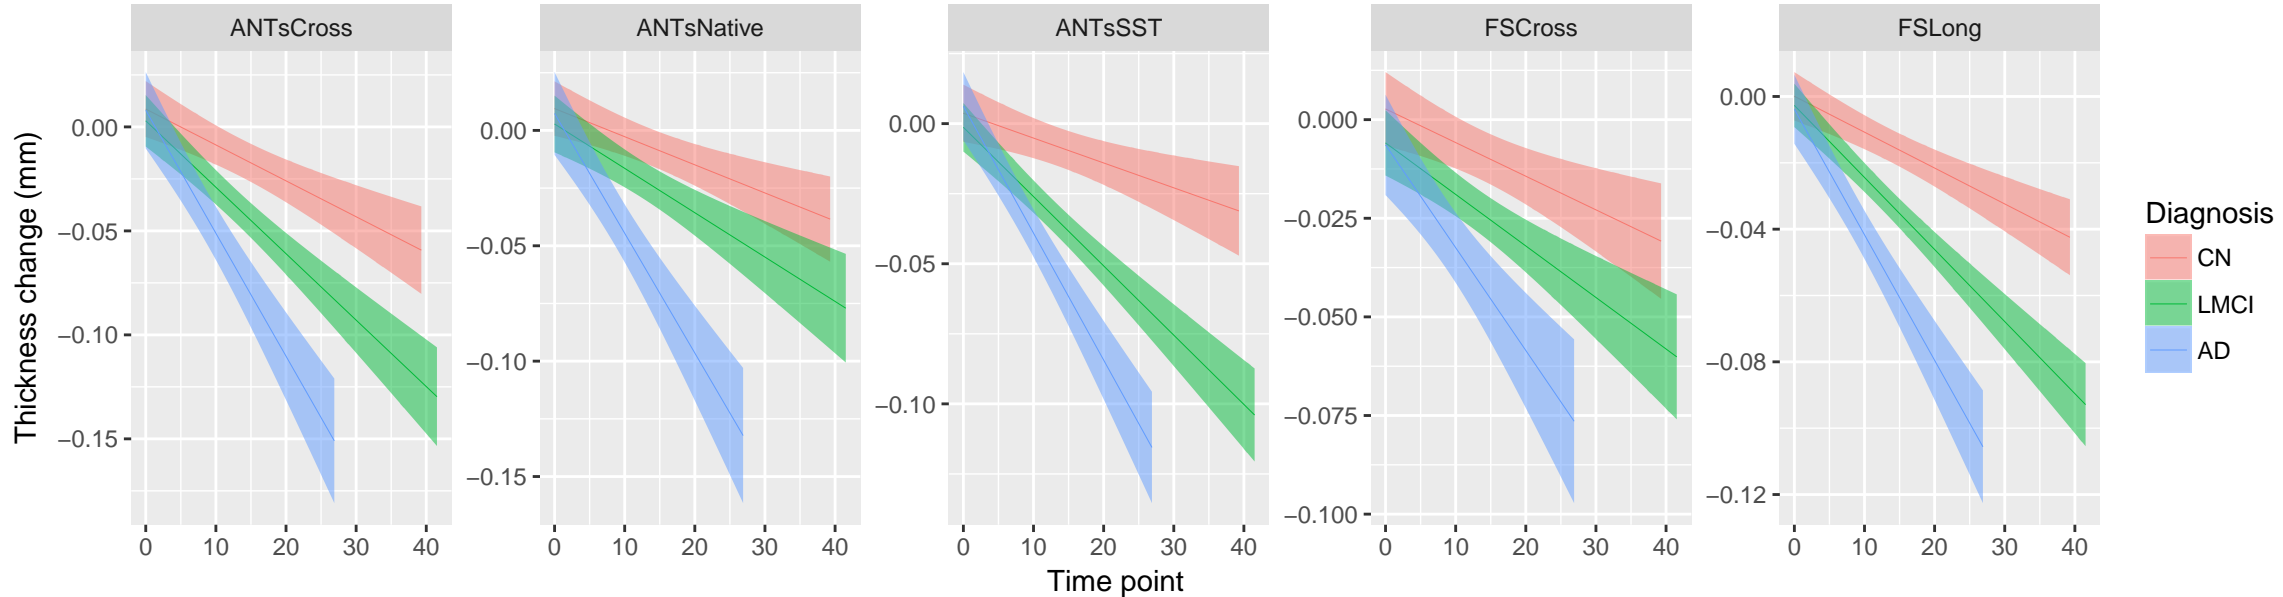 ANTsCross ANTsNative ANTsSST FSCross FSLong
Thickness change (mm)
0.00
−0.05
−0.10
−0.15
0.00
−0.05
−0.10
−0.15
0.00
−0.05
−0.10
0.000
−0.025
−0.050
−0.075
−0.100
0.00
−0.04
−0.08
−0.12
0 10 20 30 40 0 10 20 30 40 0 10 20 30 40 0 10 20 30 40 0 10 20 30 40
Time point
Diagnosis
CN
LMCI
AD